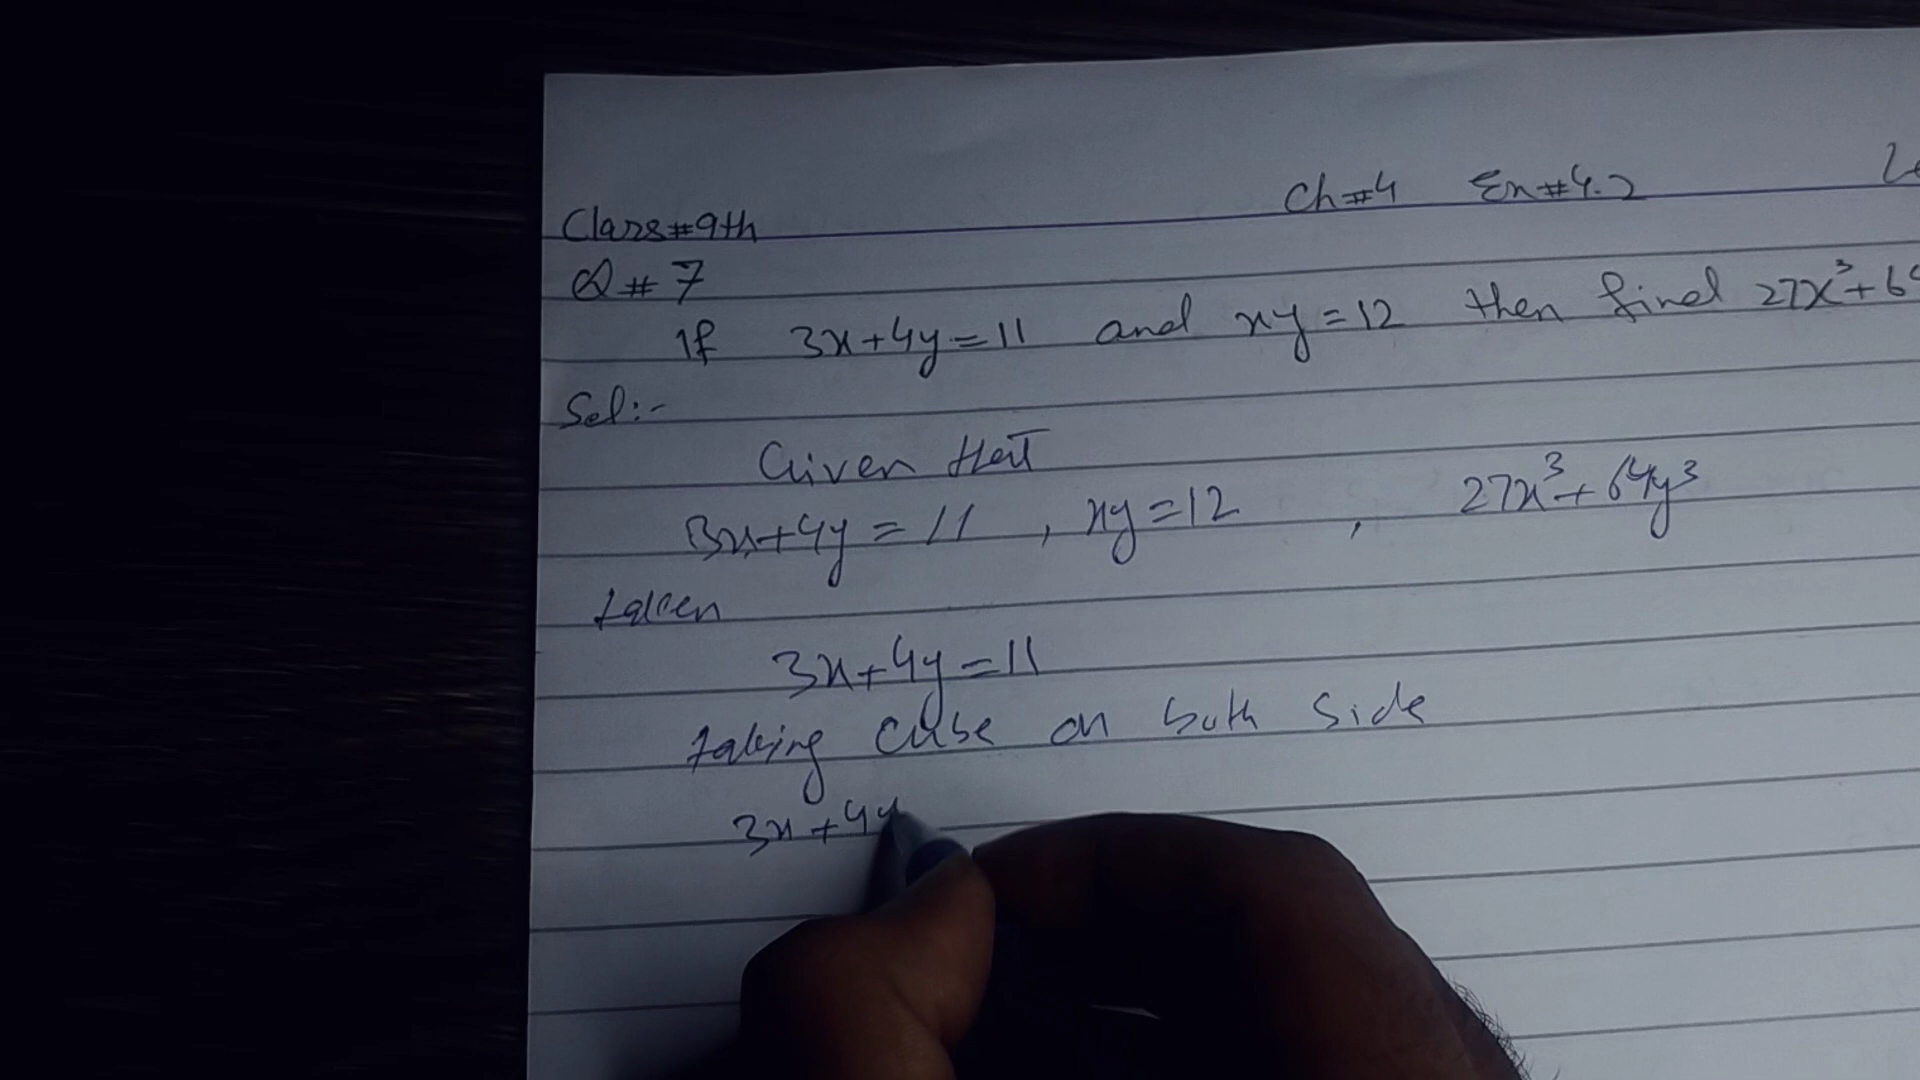 Class#9th Ch#4 Ex#4.2
Q#7
If 3x+4y=11 and xy=12 then find 27x³+64
Sol:-
Given that
3x+4y=11, xy=12, 27x³+64y³
taken
3x+4y=11
taking cube on both side
3x+4y